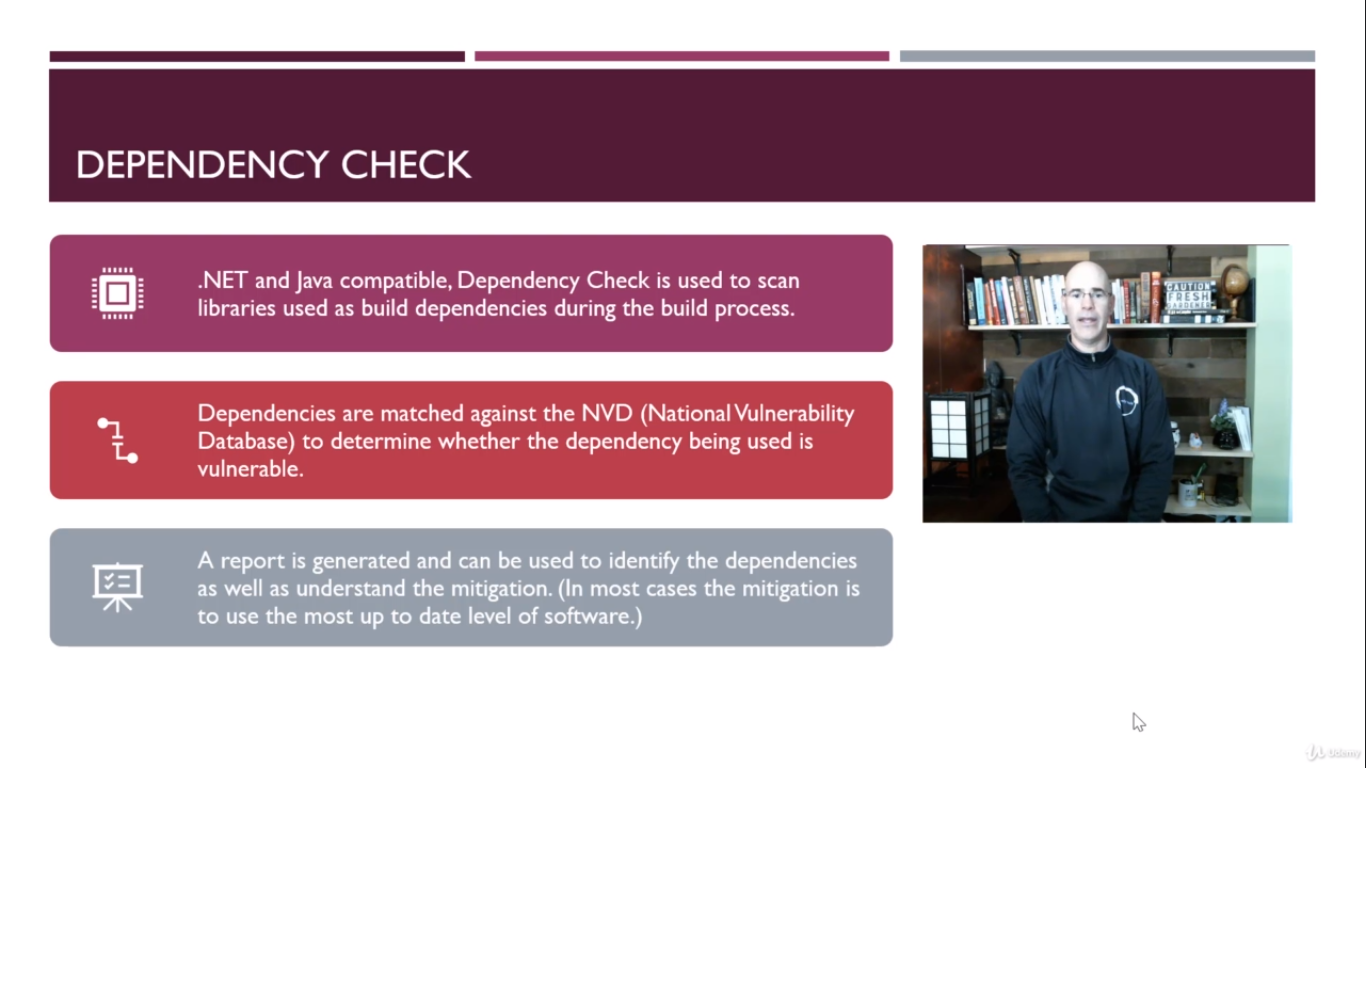 DEPENDENCY CHECK
.NET and Java compatible, Dependency Check is used to scan
libraries used as build dependencies during the build process.
Dependencies are matched against the NVD (National Vulnerability
Database) to determine whether the dependency being used is
vulnerable.
A report is generated and can be used to identify the dependencies
as well as understand the mitigation. (In most cases the mitigation is
to use the most up to date level of software.)
CAUTION
FRESH
GARDENER
Udemy